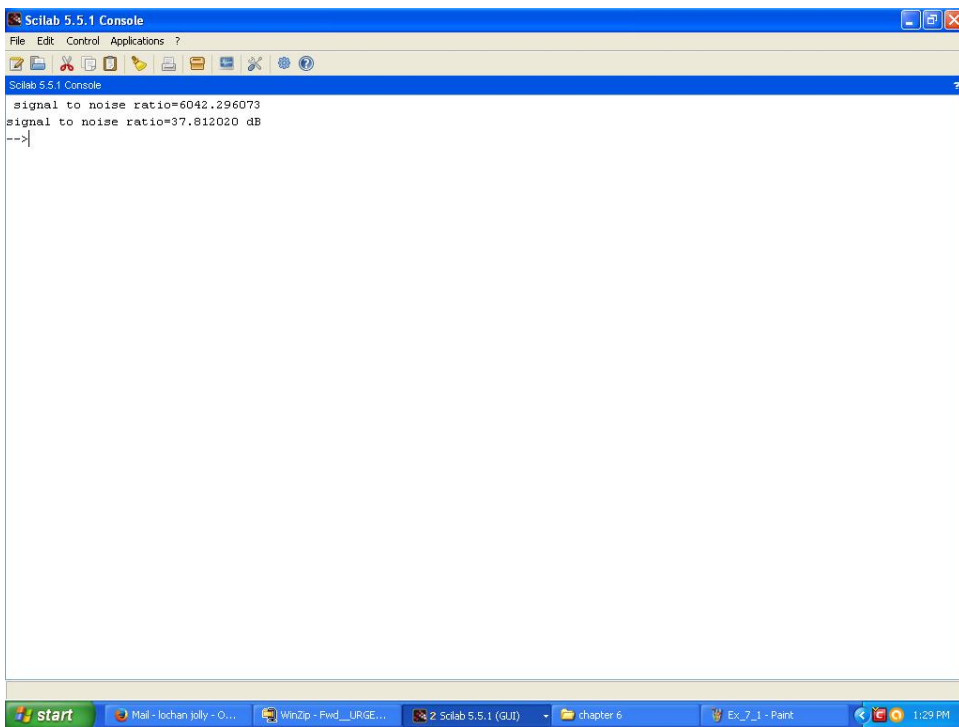 Scilab 5.5.1 Console
File Edit Control Applications ?
Scilab 5.5.1 Console ?
signal to noise ratio=6042.296073
signal to noise ratio=37.812020 dB
-->
start Mail - lochan jolly - O... WinZip - Fwd__URGE... 2 Scilab 5.5.1 (GUI) chapter 6 Ex_7_1 - Paint 1:29 PM